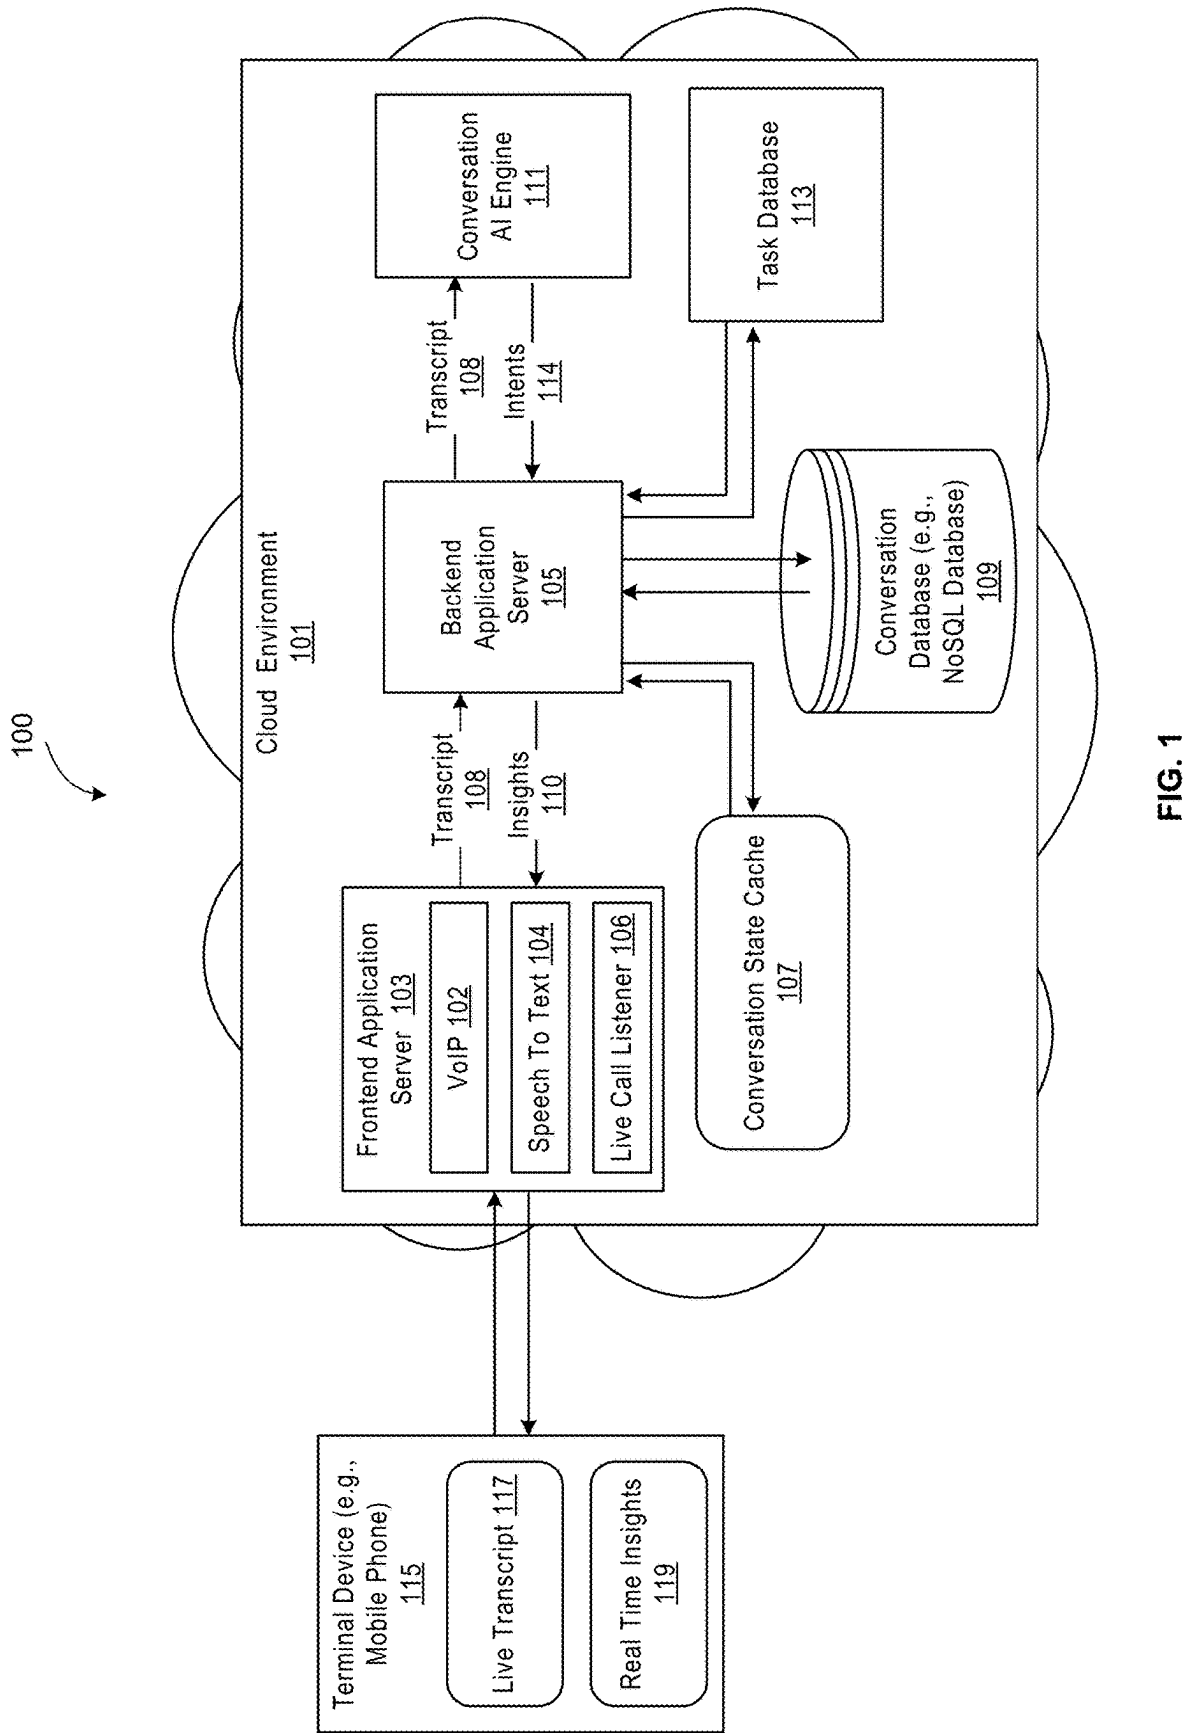 100
Cloud Environment
101
Terminal Device (e.g.,
Mobile Phone)
115
Live Transcript 117
Real Time Insights
119
Frontend Application
Server 103
VoIP 102
Speech To Text 104
Live Call Listener 106
Transcript
108
Insights
110
Backend
Application
Server
105
Transcript
108
Intents
114
Conversation
AI Engine
111
Conversation State Cache
107
Conversation
Database (e.g.,
NoSQL Database)
109
Task Database
113
FIG. 1